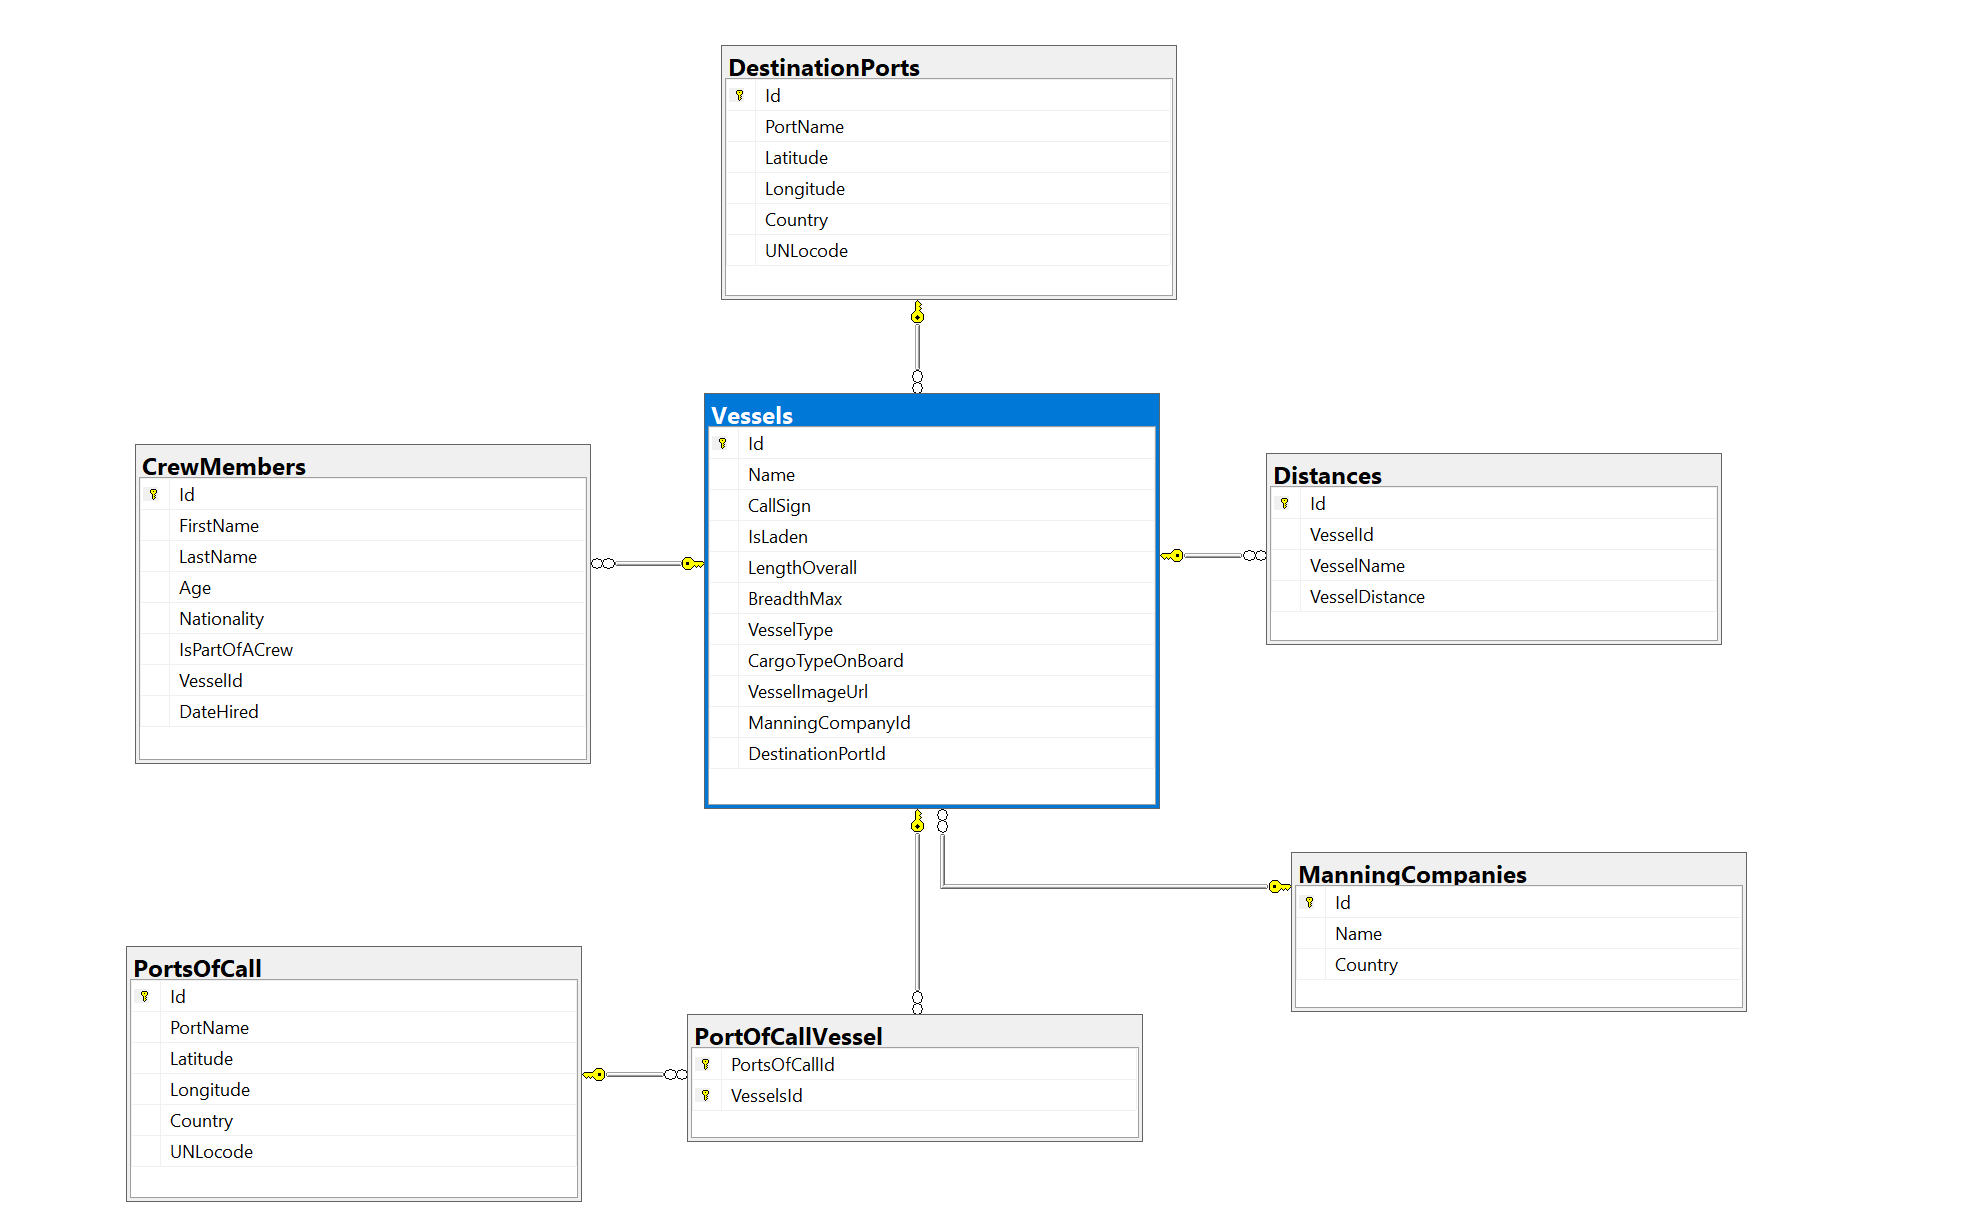 DestinationPorts
Id
PortName
Latitude
Longitude
Country
UNLocode
Vessels
Id
Name
CallSign
IsLaden
LengthOverall
BreadthMax
VesselType
CargoTypeOnBoard
VesselImageUrl
ManningCompanyId
DestinationPortId
CrewMembers
Id
FirstName
LastName
Age
Nationality
IsPartOfACrew
VesselId
DateHired
Distances
Id
VesselId
VesselName
VesselDistance
ManningCompanies
Id
Name
Country
PortsOfCall
Id
PortName
Latitude
Longitude
Country
UNLocode
PortOfCallVessel
PortsOfCallId
VesselsId